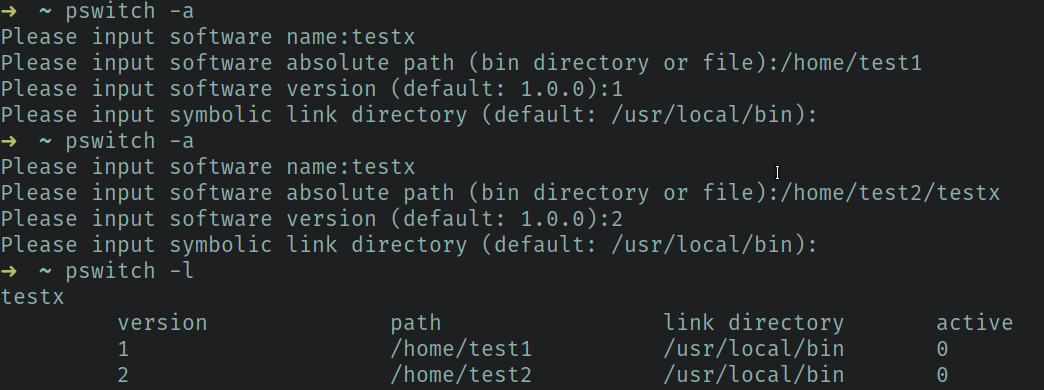 ➜ ~ pswitch -a
Please input software name:testx
Please input software absolute path (bin directory or file):/home/test1
Please input software version (default: 1.0.0):1
Please input symbolic link directory (default: /usr/local/bin):
➜ ~ pswitch -a
Please input software name:testx
Please input software absolute path (bin directory or file):/home/test2/testx
Please input software version (default: 1.0.0):2
Please input symbolic link directory (default: /usr/local/bin):
➜ ~ pswitch -l
testx
version path link directory active
1 /home/test1 /usr/local/bin 0
2 /home/test2 /usr/local/bin 0